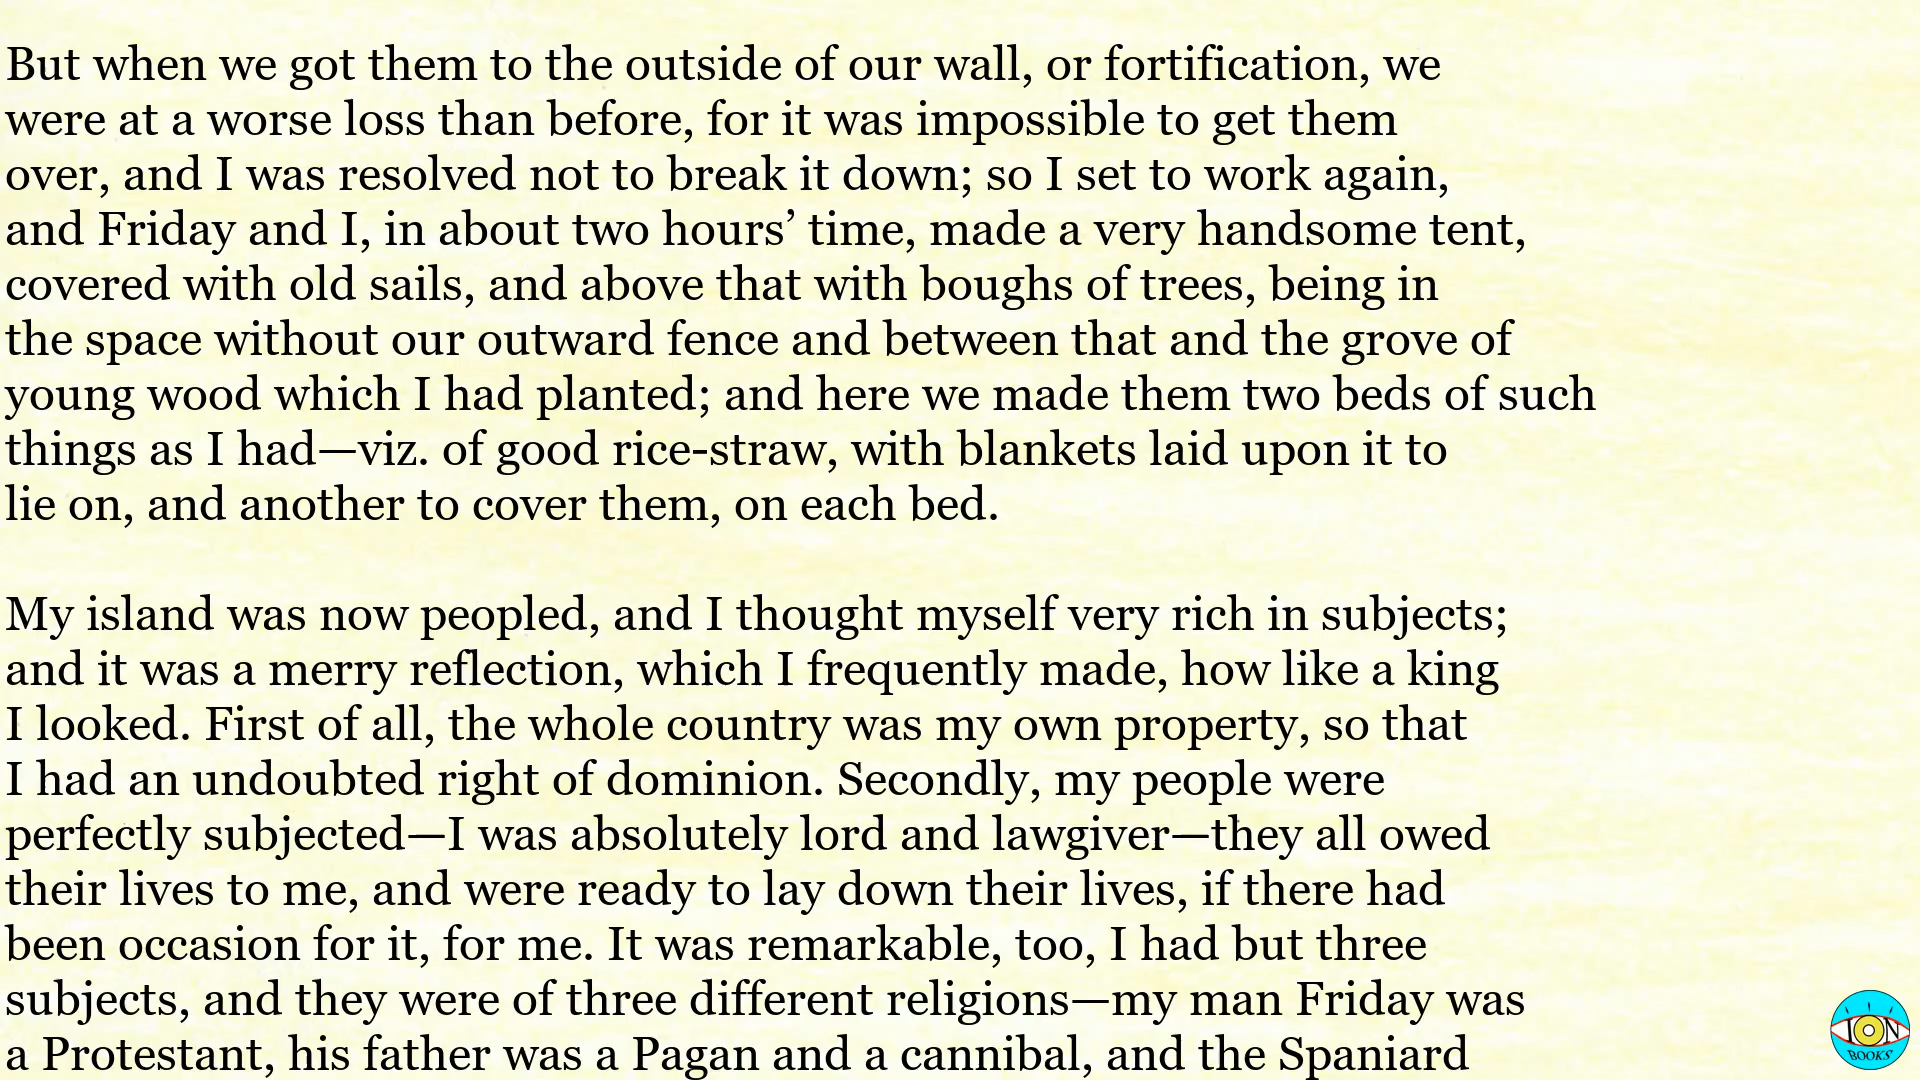 But when we got them to the outside of our wall, or fortification, we
were at a worse loss than before, for it was impossible to get them
over, and I was resolved not to break it down; so I set to work again,
and Friday and I, in about two hours’ time, made a very handsome tent,
covered with old sails, and above that with boughs of trees, being in
the space without our outward fence and between that and the grove of
young wood which I had planted; and here we made them two beds of such
things as I had—viz. of good rice-straw, with blankets laid upon it to
lie on, and another to cover them, on each bed.
My island was now peopled, and I thought myself very rich in subjects;
and it was a merry reflection, which I frequently made, how like a king
I looked. First of all, the whole country was my own property, so that
I had an undoubted right of dominion. Secondly, my people were
perfectly subjected—I was absolutely lord and lawgiver—they all owed
their lives to me, and were ready to lay down their lives, if there had
been occasion for it, for me. It was remarkable, too, I had but three
subjects, and they were of three different religions—my man Friday was
a Protestant, his father was a Pagan and a cannibal, and the Spaniard
ION
BOOKS